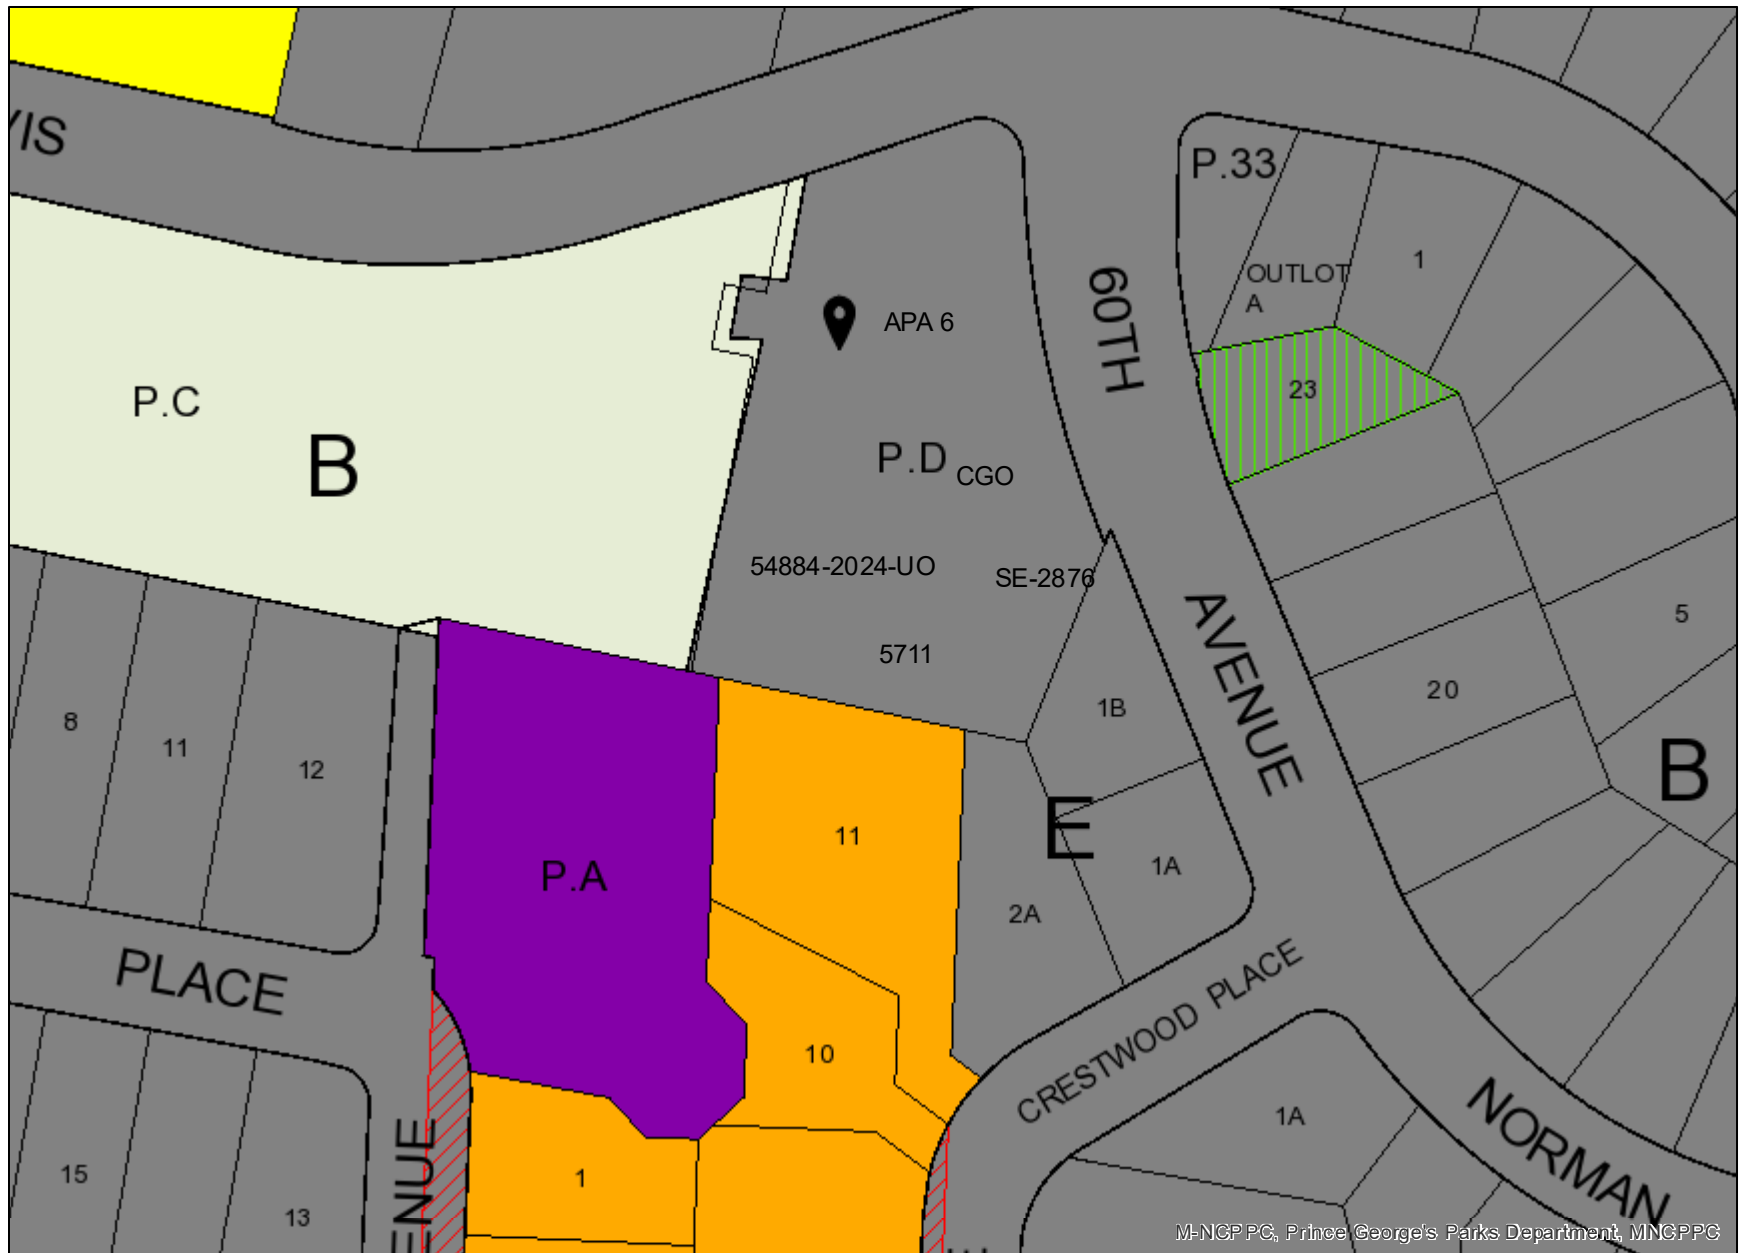 VIS
P.33
OUTLOT
A
1
60TH
APA 6
23
P.C
B
P.D
CGO
54884-2024-UO
SE-2876
5711
5
AVENUE
1B
20
8
11
12
B
E
11
P.A
1A
2A
PLACE
CRESTWOOD PLACE
10
1A
NORMAN
15
1
13
ENUE
M-NCPPC, Prince George's Parks Department, MNCPPC